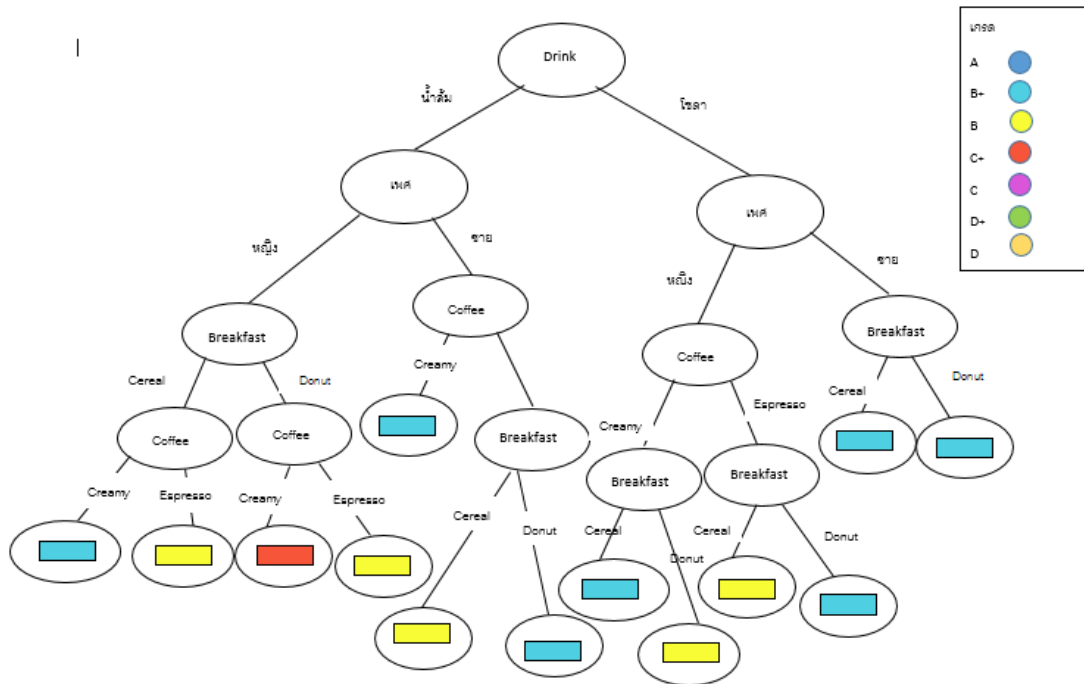 Drink
น้ำส้ม
โซดา
เพศ
เพศ
หญิง
ชาย
หญิง
ชาย
Breakfast
Coffee
Coffee
Breakfast
Cereal
Donut
Creamy
Creamy
Espresso
Cereal
Donut
Coffee
Coffee
Breakfast
Breakfast
Breakfast
Creamy
Espresso
Creamy
Espresso
Cereal
Donut
Cereal
Donut
Cereal
Donut
เกรด
A
B+
B
C+
C
D+
D